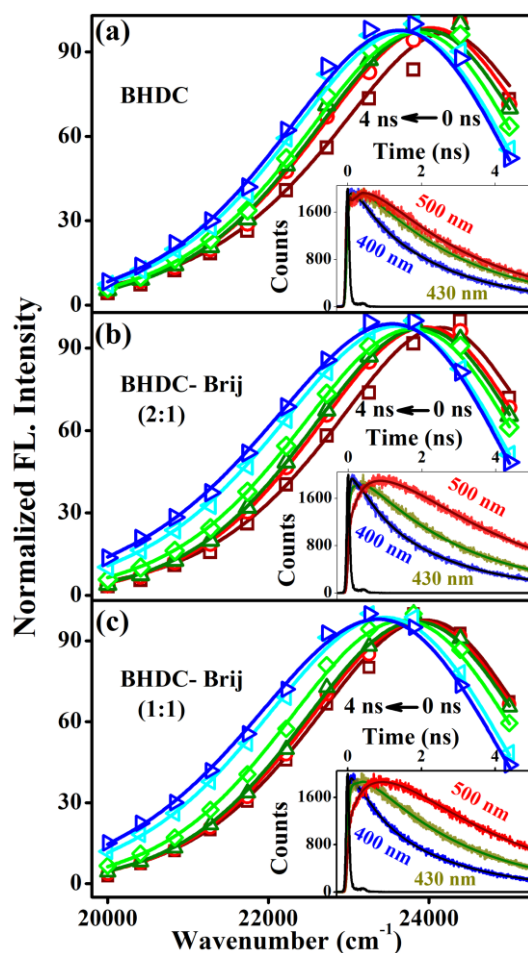 Normalized FL. Intensity
(a)
BHDC
90
60
30
0
4 ns ← 0 ns
Time (ns)
0 2 4
Counts
1600
800
0
500 nm
400 nm
430 nm
(b)
BHDC- Brij
(2:1)
90
60
30
0
4 ns ← 0 ns
Time (ns)
0 2 4
Counts
1600
800
0
500 nm
400 nm
430 nm
(c)
BHDC- Brij
(1:1)
90
60
30
0
4 ns ← 0 ns
Time (ns)
0 2 4
Counts
1600
800
0
500 nm
400 nm
430 nm
20000 22000 24000
Wavenumber (cm⁻¹)